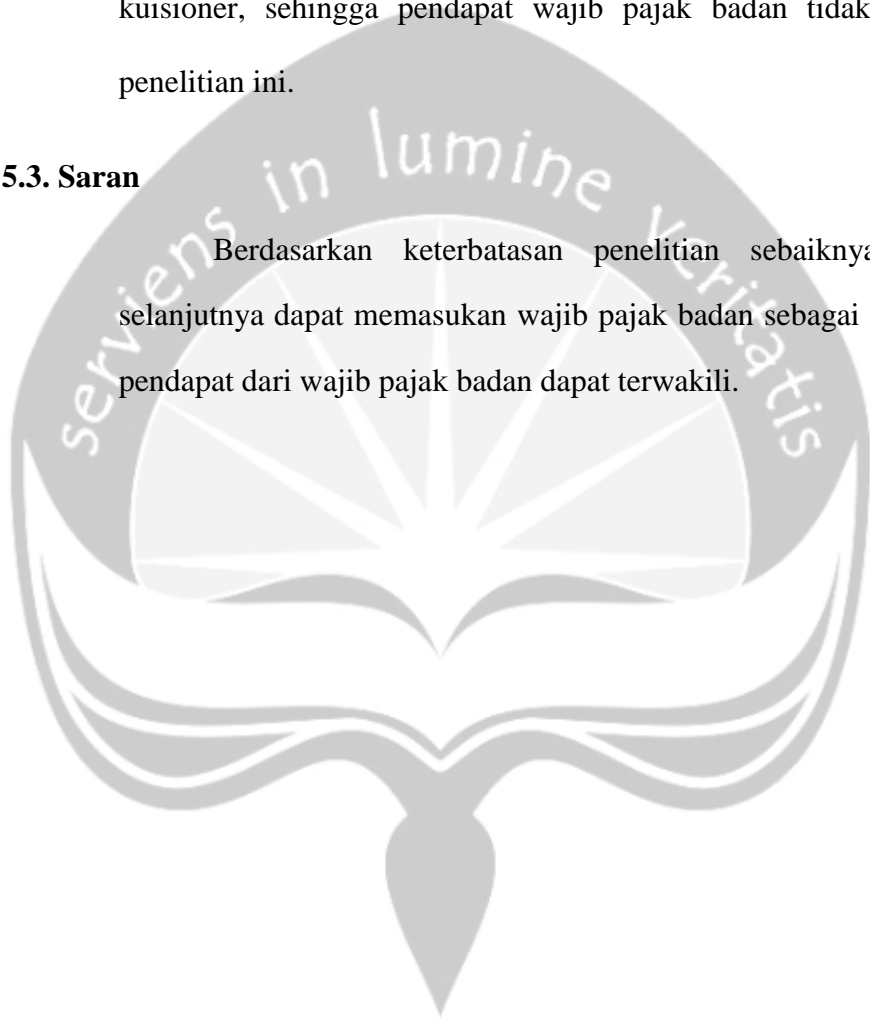 kuisioner, sehingga pendapat wajib pajak badan tidak
penelitian ini.
serviens in lumine veritatis
5.3. Saran
Berdasarkan keterbatasan penelitian sebaiknya
selanjutnya dapat memasukan wajib pajak badan sebagai
pendapat dari wajib pajak badan dapat terwakili.